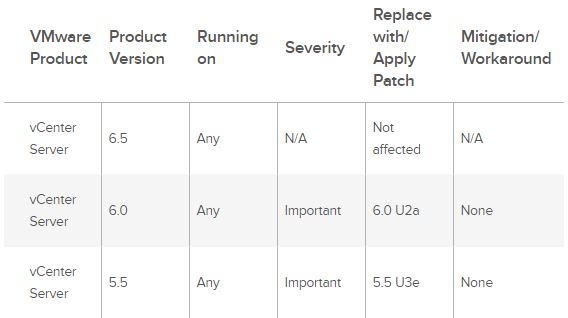 VMware Product | Product Version | Running on | Severity | Replace with/ Apply Patch | Mitigation/ Workaround
vCenter Server | 6.5 | Any | N/A | Not affected | N/A
vCenter Server | 6.0 | Any | Important | 6.0 U2a | None
vCenter Server | 5.5 | Any | Important | 5.5 U3e | None